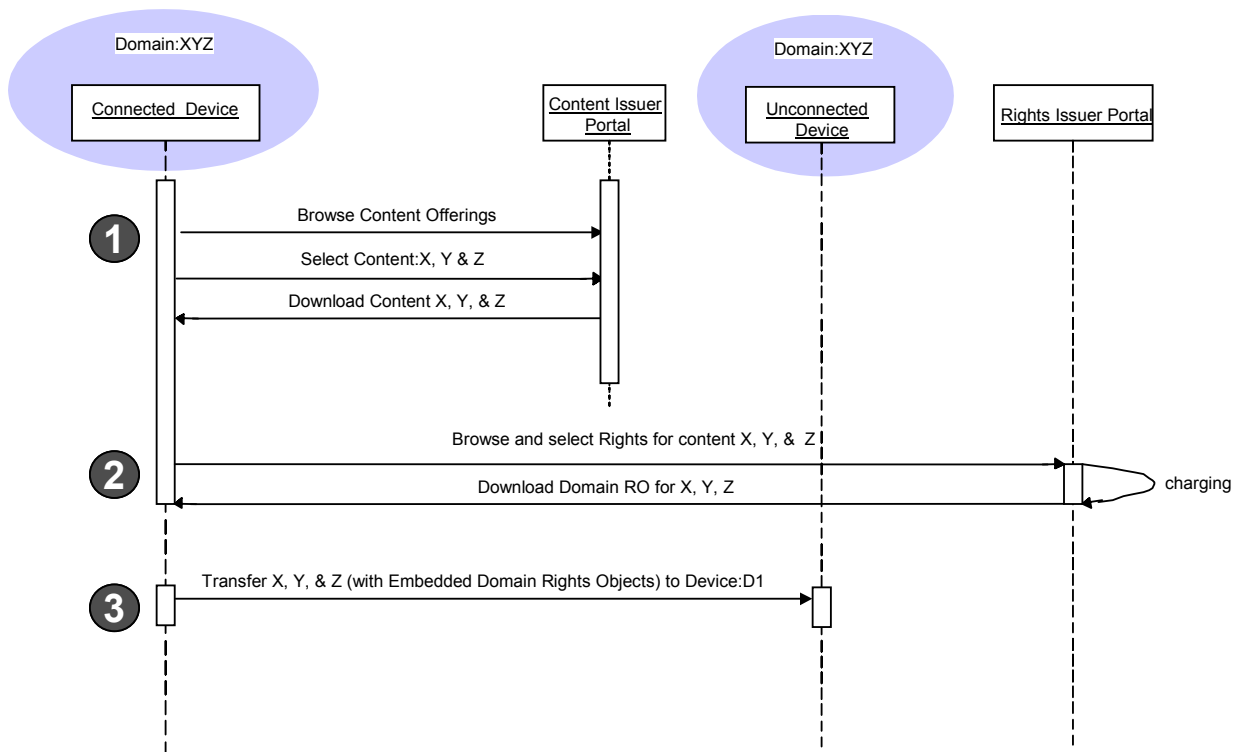 Domain:XYZ
Domain:XYZ
Connected Device
Content Issuer
Portal
Unconnected
Device
Rights Issuer Portal
1
Browse Content Offerings
Select Content:X, Y & Z
Download Content X, Y, & Z
2
Browse and select Rights for content X, Y, & Z
Download Domain RO for X, Y, Z
charging
3
Transfer X, Y, & Z (with Embedded Domain Rights Objects) to Device:D1